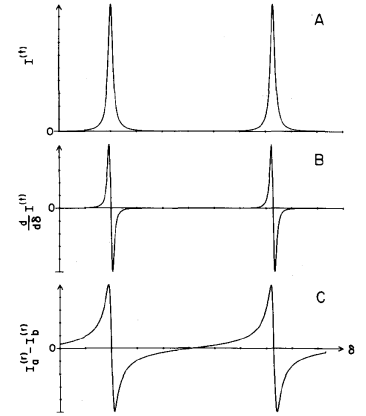 A
I^(t)
0
B
d/dδ I^(t)
0
C
I_a^(r) - I_b^(r)
0
δ